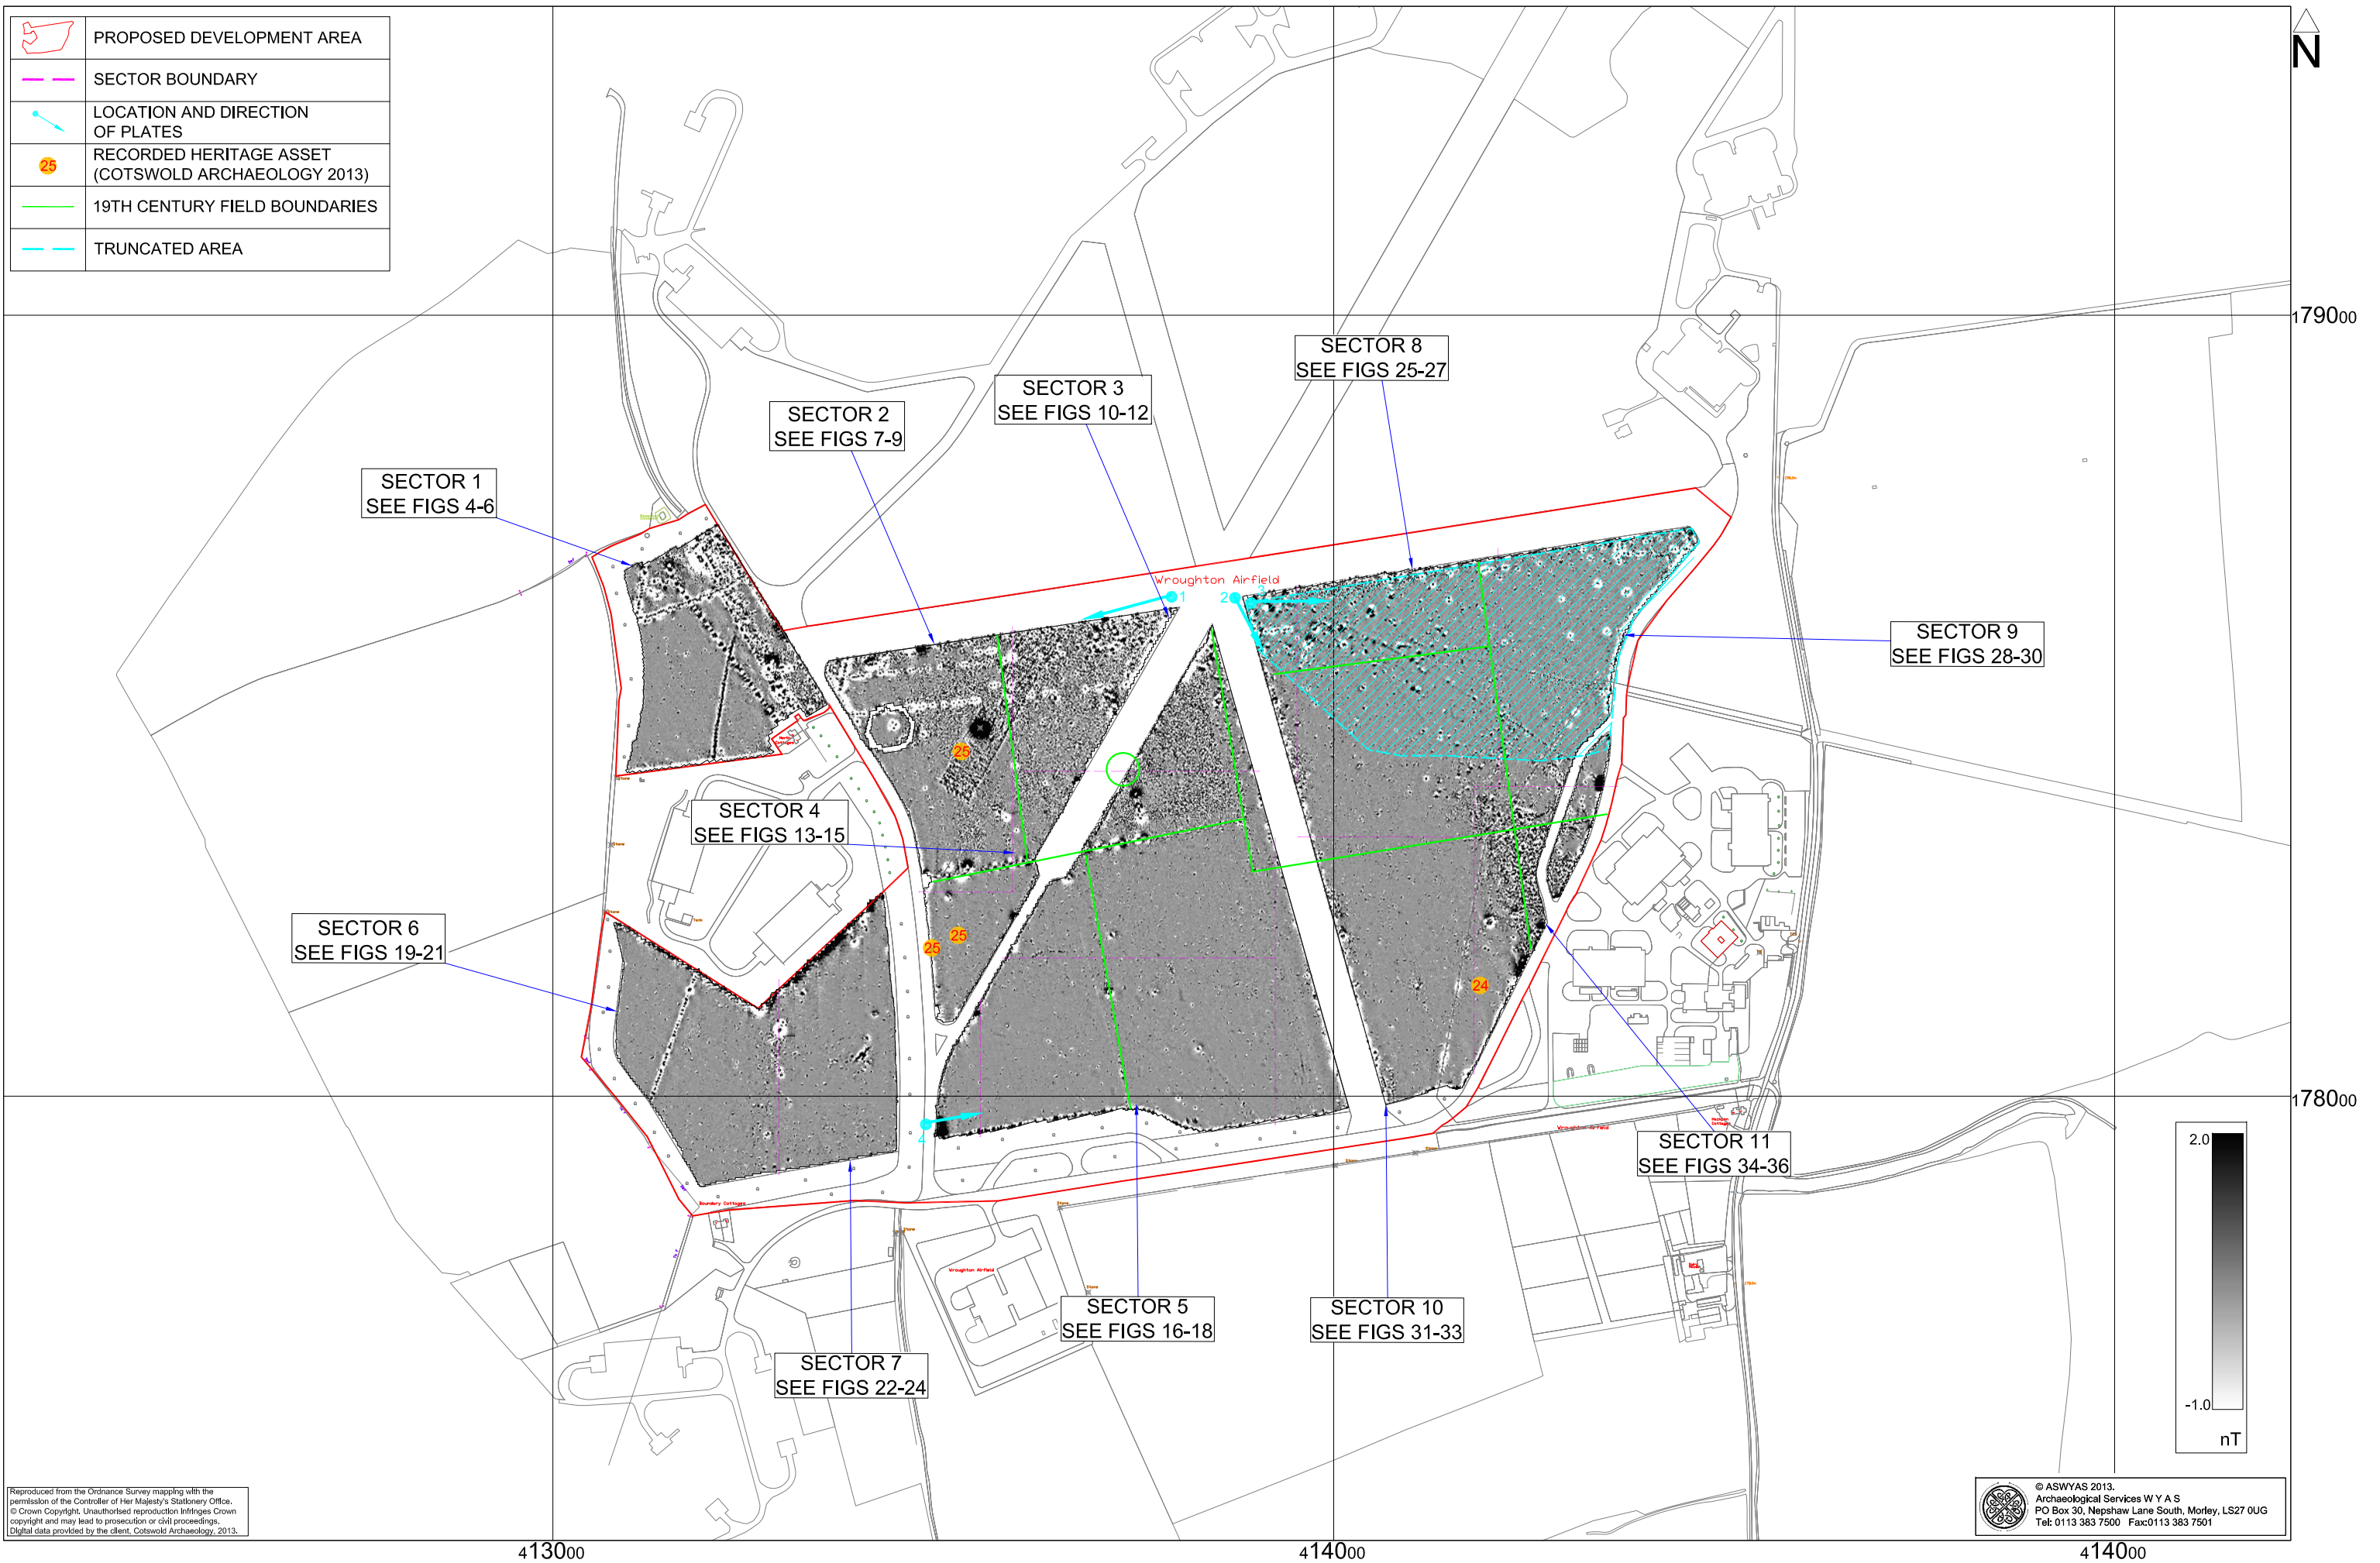 PROPOSED DEVELOPMENT AREA
SECTOR BOUNDARY
LOCATION AND DIRECTION
OF PLATES
25
RECORDED HERITAGE ASSET
(COTSWOLD ARCHAEOLOGY 2013)
19TH CENTURY FIELD BOUNDARIES
TRUNCATED AREA
N
179000
SECTOR 8
SEE FIGS 25-27
SECTOR 3
SEE FIGS 10-12
SECTOR 2
SEE FIGS 7-9
SECTOR 1
SEE FIGS 4-6
Wroughton Airfield
1
2
3
SECTOR 9
SEE FIGS 28-30
25
SECTOR 4
SEE FIGS 13-15
SECTOR 6
SEE FIGS 19-21
25
25
24
178000
4
Wroughton Airfield
SECTOR 11
SEE FIGS 34-36
Boundary Cottages
Wroughton Airfield
SECTOR 5
SEE FIGS 16-18
SECTOR 10
SEE FIGS 31-33
SECTOR 7
SEE FIGS 22-24
2.0
-1.0
nT
Reproduced from the Ordnance Survey mapping with the
permission of the Controller of Her Majesty's Stationery Office.
© Crown Copyright. Unauthorised reproduction infringes Crown
copyright and may lead to prosecution or civil proceedings.
Digital data provided by the client, Cotswold Archaeology, 2013.
© ASWYAS 2013.
Archaeological Services W Y A S
PO Box 30, Nepshaw Lane South, Morley, LS27 0UG
Tel: 0113 383 7500 Fax:0113 383 7501
413000
414000
414000